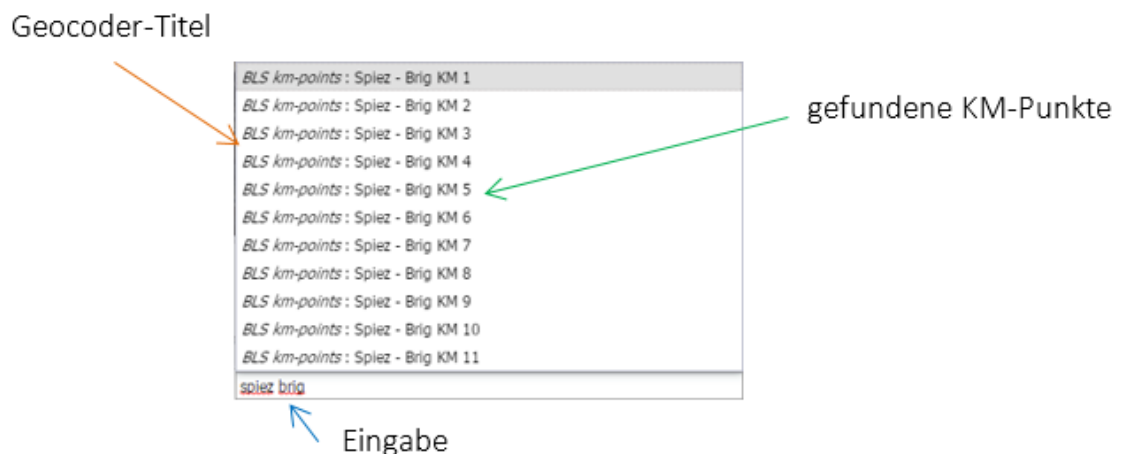 Geocoder-Titel
BLS km-points : Spiez - Brig KM 1
BLS km-points : Spiez - Brig KM 2
BLS km-points : Spiez - Brig KM 3
BLS km-points : Spiez - Brig KM 4
BLS km-points : Spiez - Brig KM 5
BLS km-points : Spiez - Brig KM 6
BLS km-points : Spiez - Brig KM 7
BLS km-points : Spiez - Brig KM 8
BLS km-points : Spiez - Brig KM 9
BLS km-points : Spiez - Brig KM 10
BLS km-points : Spiez - Brig KM 11
gefundene KM-Punkte
spiez brig
Eingabe